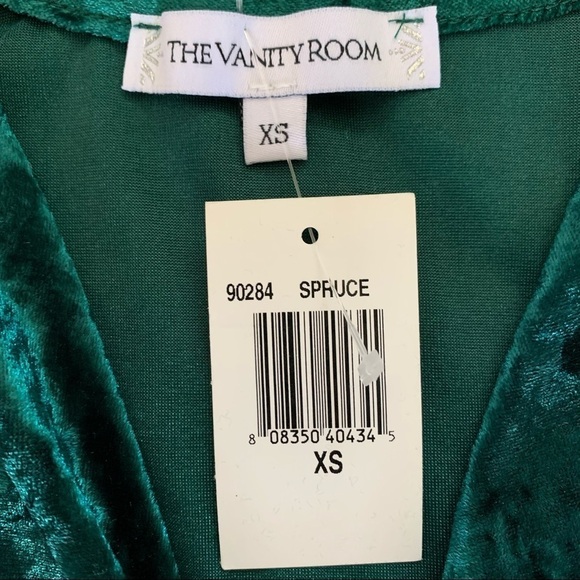 THE VANITY ROOM
XS
90284 SPRUCE
8 08350 40434 5
XS